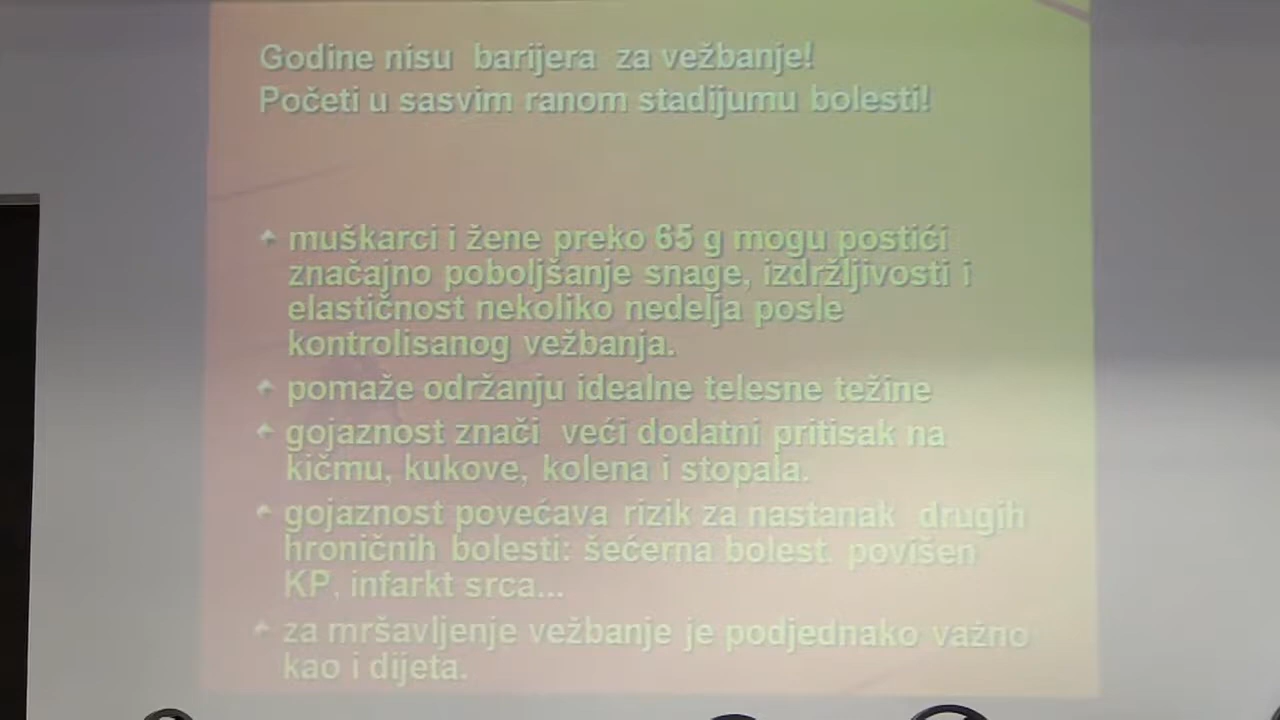 Godine nisu barijera za vežbanje!
Početi u sasvim ranom stadijumu bolesti!
muškarci i žene preko 65 g mogu postići
značajno poboljšanje snage, izdržljivosti i
elastičnost nekoliko nedelja posle
kontrolisanog vežbanja.
pomaže održanju idealne telesne težine
gojaznost znači veći dodatni pritisak na
kičmu, kukove, kolena i stopala.
gojaznost povećava rizik za nastanak drugih
hroničnih bolesti: šećerna bolest, povišen
KP, infarkt srca...
za mršavljenje vežbanje je podjednako važno
kao i dijeta.